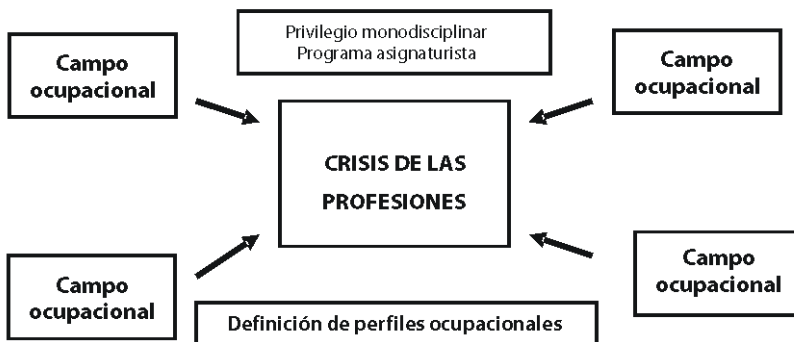 Privilegio monodisciplinar
Programa asignaturista
Campo
ocupacional
Campo
ocupacional
CRISIS DE LAS
PROFESIONES
Campo
ocupacional
Campo
ocupacional
Definición de perfiles ocupacionales